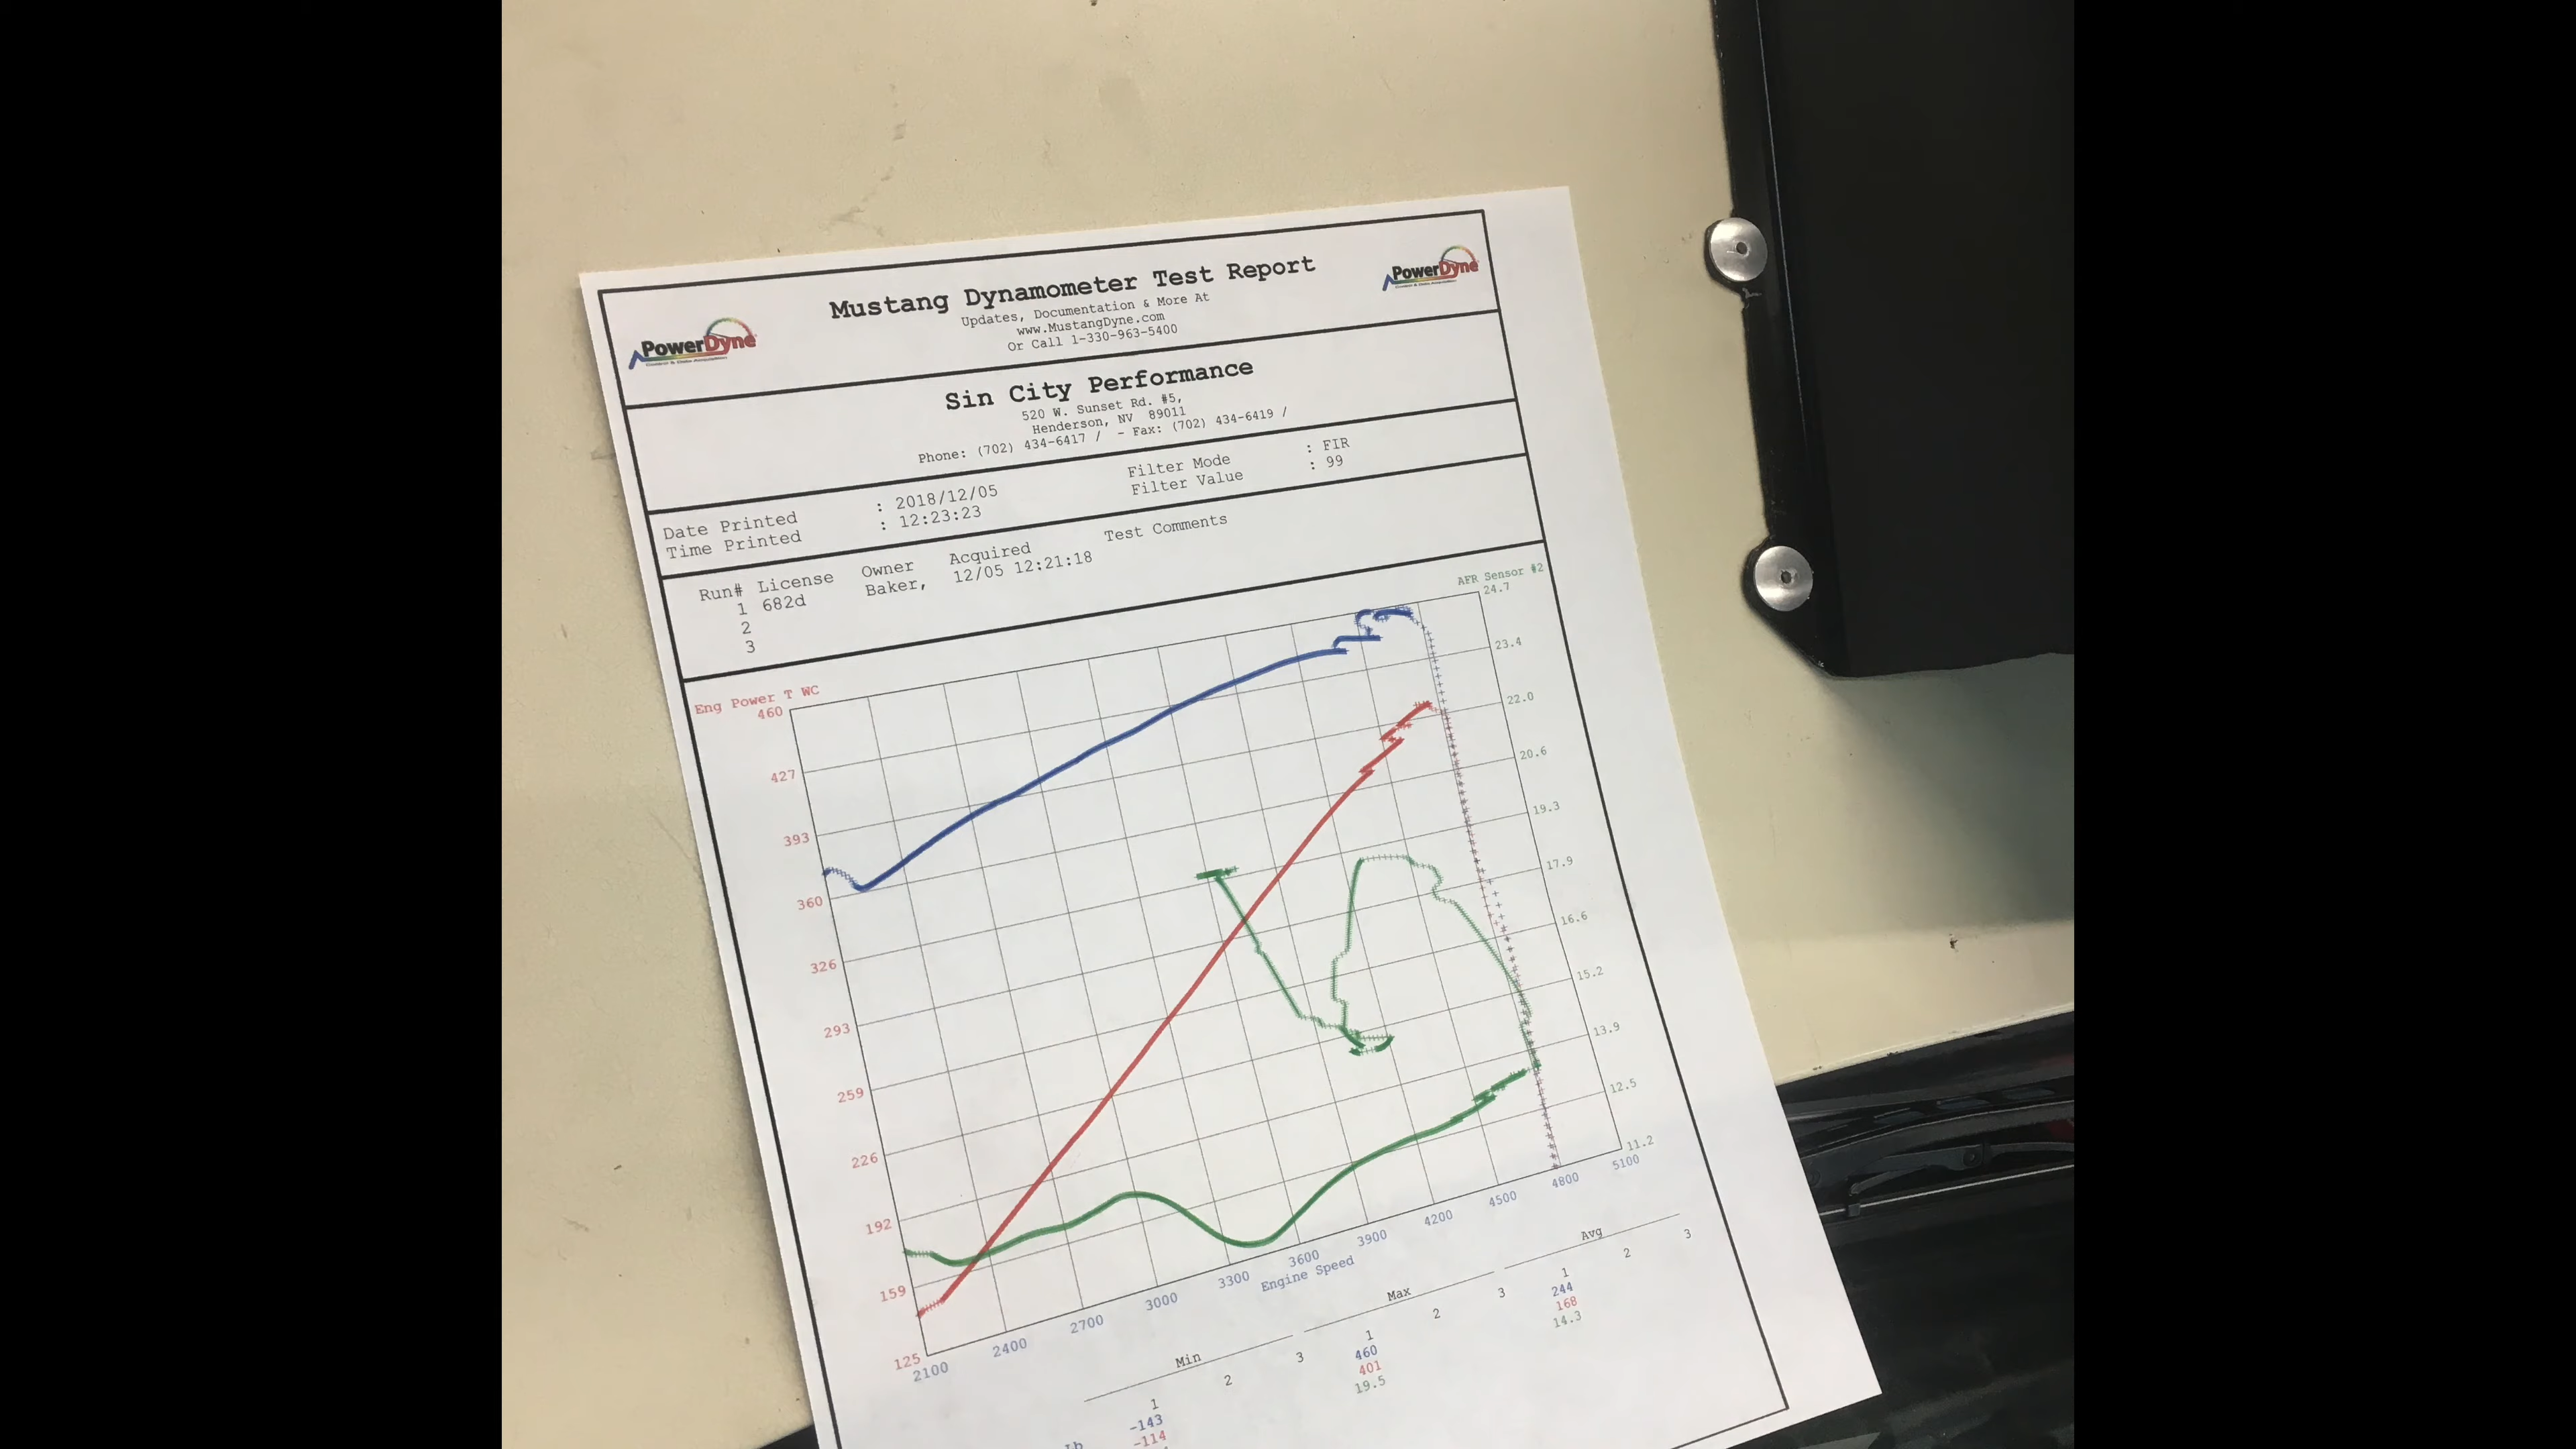 Mustang Dynamometer Test Report
Updates, Documentation & More At
www.MustangDyne.com
Or Call 1-330-963-5400
PowerDyne
PowerDyne
Sin City Performance
520 W. Sunset Rd. #5,
Henderson, NV 89011
Phone: (702) 434-6417 / - Fax: (702) 434-6419 /
Date Printed : 2018/12/05 Filter Mode : FIR
Time Printed : 12:23:23 Filter Value : 99
Run# License Owner Acquired Test Comments
1 682d Baker, 12/05 12:21:18
2
3
Eng Power T WC
AFR Sensor #2
460
427
393
360
326
293
259
226
192
159
125
24.7
23.4
22.0
20.6
19.3
17.9
16.6
15.2
13.9
12.5
11.2
2100 2400 2700 3000 3300 3600 3900 4200 4500 4800 5100
Engine Speed
Min Max Avg
1 2 3 1 2 3 1 2 3
-143 460 244
-114 401 168
19.5 14.3